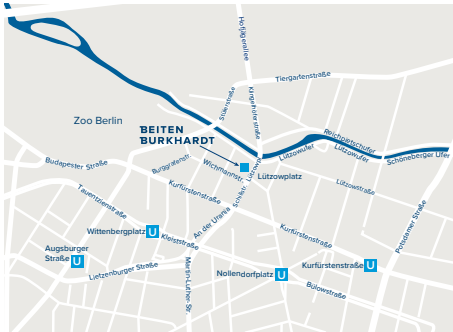 Hofjägerallee
Tiergartenstraße
Stülerstraße
Klingelhöferstraße
Zoo Berlin
BEITEN
BURKHARDT
Reichpietschufer
Lützowufer
Lützowufer
Schöneberger Ufer
Budapester Straße
Burggrafenstr.
Wichmannstr.
Lützowplatz
Kurfürstenstraße
Schillstr.
Lützowstraße
Tauentzienstraße
An der Urania
Potsdamer Straße
Wittenbergplatz U
Kleiststraße
Kurfürstenstraße
Augsburger
Straße U
Lietzenburger Straße
Martin-Luther-Str.
Nollendorfplatz U
Kurfürstenstraße U
Bülowstraße